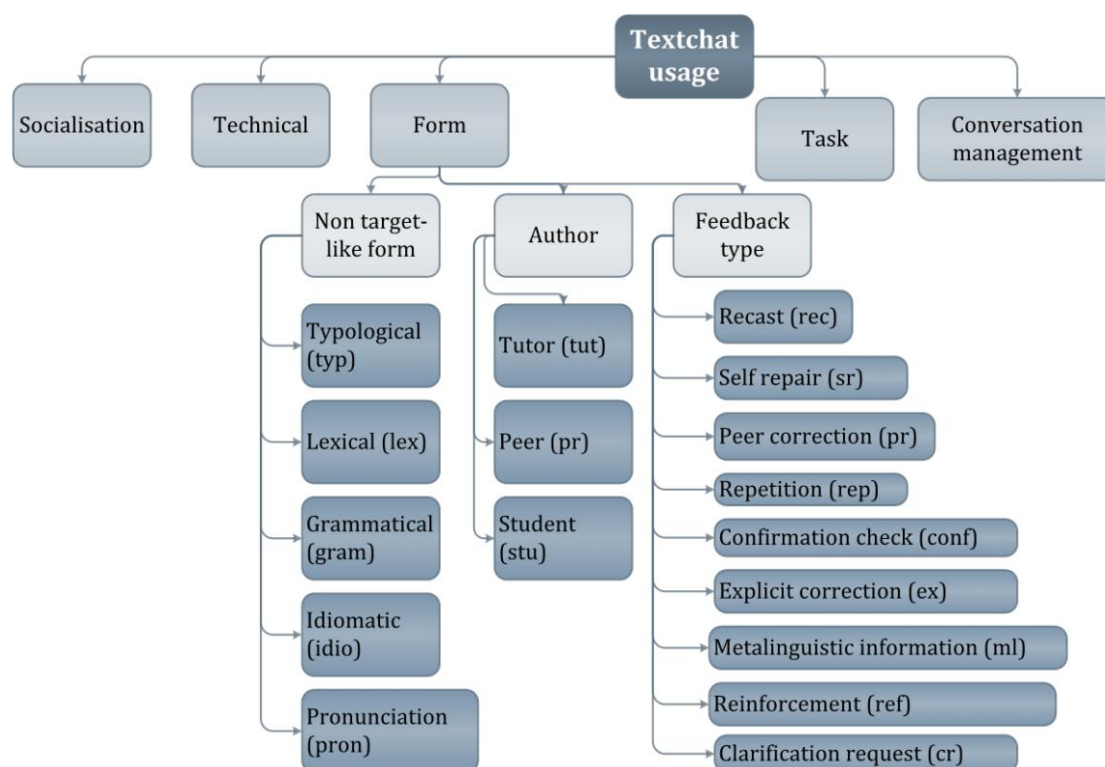 Textchat
usage
Socialisation
Technical
Form
Task
Conversation
management
Non target-
like form
Author
Feedback
type
Typological
(typ)
Lexical (lex)
Grammatical
(gram)
Idiomatic
(idio)
Pronunciation
(pron)
Tutor (tut)
Peer (pr)
Student
(stu)
Recast (rec)
Self repair (sr)
Peer correction (pr)
Repetition (rep)
Confirmation check (conf)
Explicit correction (ex)
Metalinguistic information (ml)
Reinforcement (ref)
Clarification request (cr)